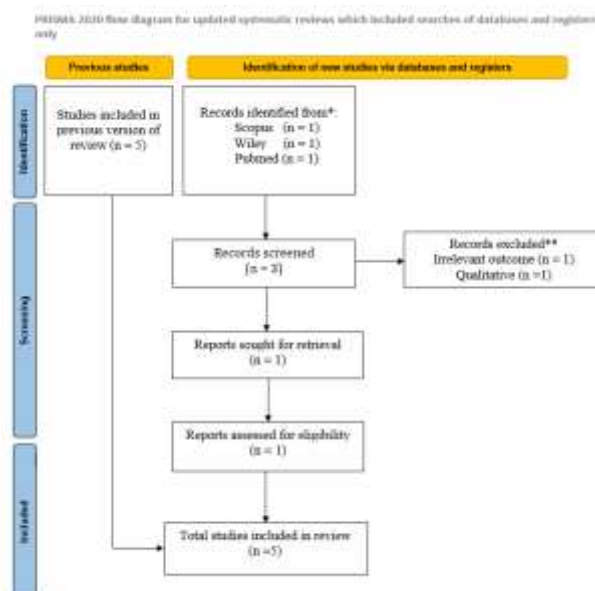 PRISMA 2020 flow diagram for updated systematic reviews which included searches of databases and registers
only
Previous studies
Identification of new studies via databases and registers
Identification
Studies included in
previous version of
review (n = 5)
Records identified from*:
Scopus (n = 1)
Wiley (n = 1)
Pubmed (n = 1)
Screening
Records screened
(n = 3)
Records excluded**
Irrelevant outcome (n = 1)
Qualitative (n =1)
Reports sought for retrieval
(n = 1)
Reports assessed for eligibility
(n = 1)
Included
Total studies included in review
(n =5)